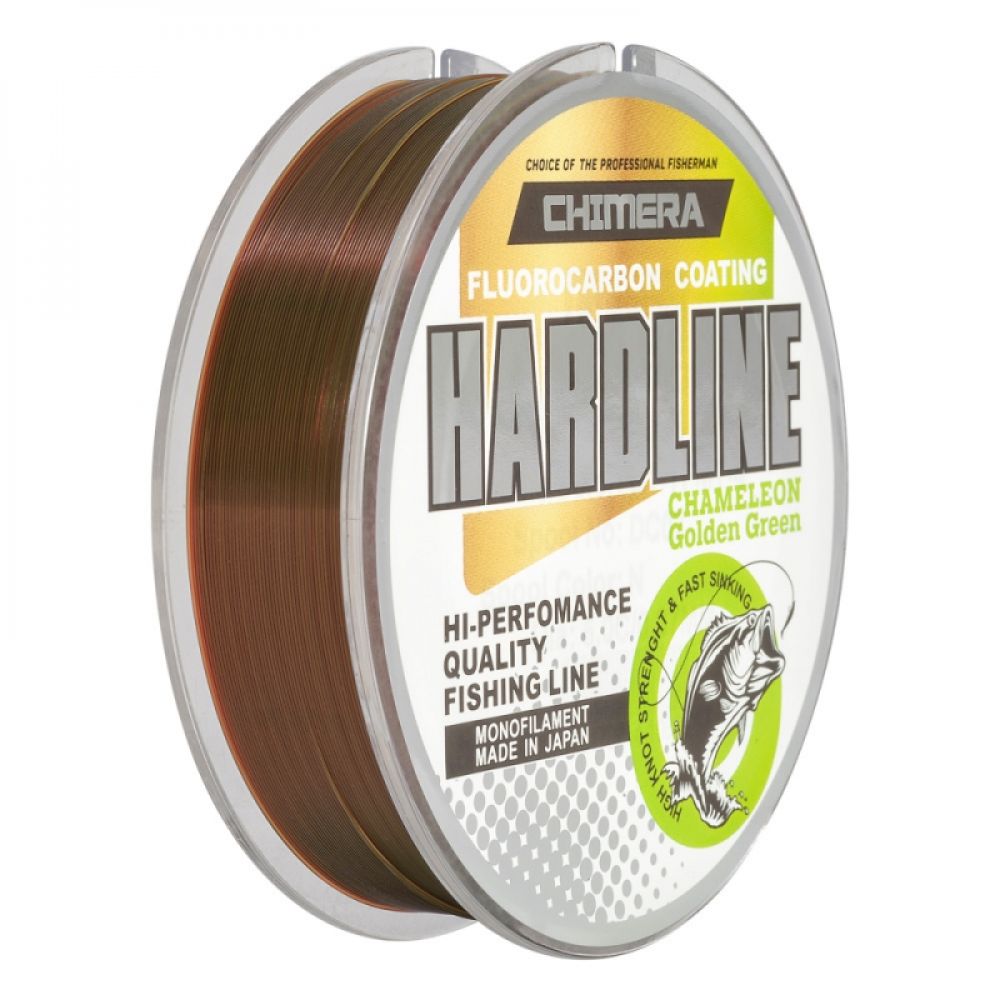 CHOICE OF THE PROFESSIONAL FISHERMAN
CHIMERA
FLUOROCARBON COATING
HARDLINE
CHAMELEON
Golden Green
HI-PERFOMANCE
QUALITY
FISHING LINE
MONOFILAMENT
MADE IN JAPAN
HIGH KNOT STRENGHT & FAST SINKING